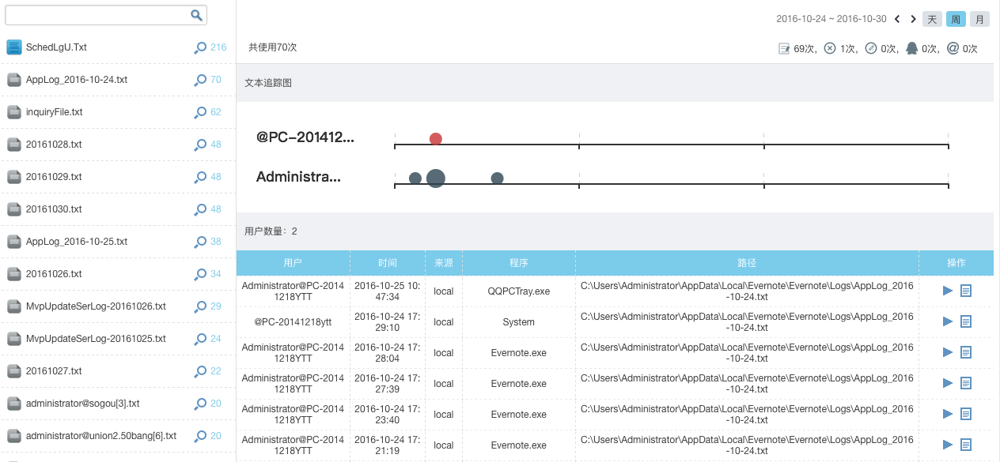 2016-10-24 ~ 2016-10-30 天 周 月
SchedLgU.Txt 216
AppLog_2016-10-24.txt 70
inquiryFile.txt 62
20161028.txt 48
20161029.txt 48
20161030.txt 48
AppLog_2016-10-25.txt 38
20161026.txt 34
MvpUpdateSerLog-20161026.txt 29
MvpUpdateSerLog-20161025.txt 24
20161027.txt 22
administrator@sogou[3].txt 20
administrator@union2.50bang[6].txt 20
共使用70次
69次, 1次, 0次, 0次, @ 0次
文本追踪图
@PC-201412...
Administra...
用户数量：2
用户 时间 来源 程序 路径 操作
Administrator@PC-2014
1218YTT
2016-10-25 10:
47:34
local
QQPCTray.exe
C:\Users\Administrator\AppData\Local\Evernote\Evernote\Logs\AppLog_2016
-10-24.txt
@PC-20141218ytt
2016-10-24 17:
29:10
local
System
C:\Users\Administrator\AppData\Local\Evernote\Evernote\Logs\AppLog_2016
-10-24.txt
Administrator@PC-2014
1218YTT
2016-10-24 17:
28:04
local
Evernote.exe
C:\Users\Administrator\AppData\Local\Evernote\Evernote\Logs\AppLog_2016
-10-24.txt
Administrator@PC-2014
1218YTT
2016-10-24 17:
27:39
local
Evernote.exe
C:\Users\Administrator\AppData\Local\Evernote\Evernote\Logs\AppLog_2016
-10-24.txt
Administrator@PC-2014
1218YTT
2016-10-24 17:
23:40
local
Evernote.exe
C:\Users\Administrator\AppData\Local\Evernote\Evernote\Logs\AppLog_2016
-10-24.txt
Administrator@PC-2014
1218YTT
2016-10-24 17:
21:19
local
Evernote.exe
C:\Users\Administrator\AppData\Local\Evernote\Evernote\Logs\AppLog_2016
-10-24.txt